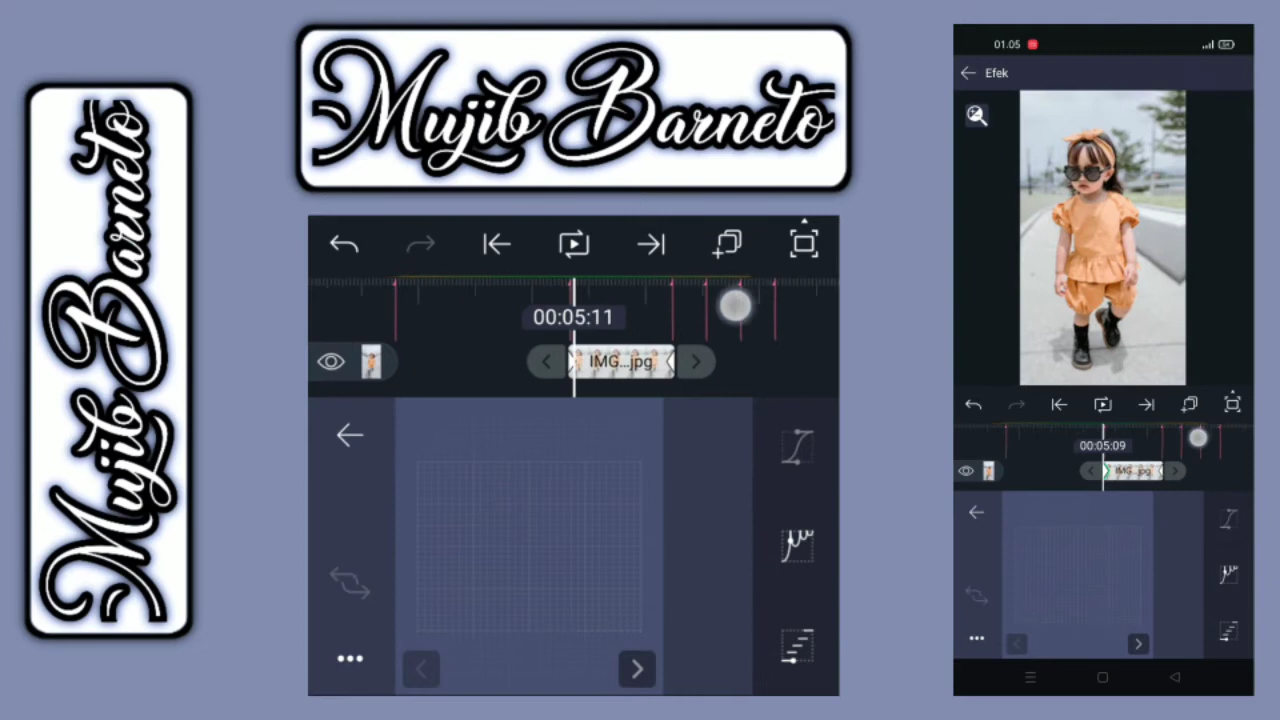 Mujib Barneto
Mujib Barneto
00:05:11
IMG...jpg
01.05
Efek
00:05:09
IMG...jpg